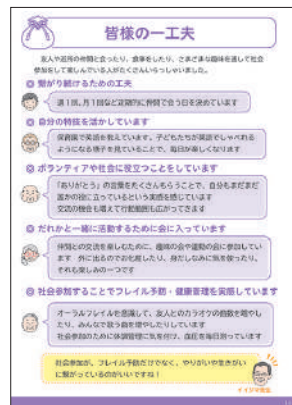 皆様の一工夫
友人や近所の仲間と会ったり、食事をしたり、さまざまな趣味を通して社会
参加をして楽しんでいる人がたくさんいらっしゃいました。
繋がり続けるための工夫
週1回、月1回など定期的に仲間で会う日を決めています
自分の特技を活かしています
保育園で英語を教えています。子どもたちが英語でしゃべれる
ようになる様子を見ていることで、毎日が楽しくなります
ボランティアや社会に役立つことをしています
「ありがとう」の言葉をたくさんもらうことで、自分もまだまだ
誰かの役に立っているという実感を感じています
交流の機会も増えて行動範囲も広がってきます
だれかと一緒に活動するために会に入っています
仲間との交流を楽しむために、趣味の会や運動の会に参加してい
ます 外に出るのでお化粧したり、身だしなみに気を使ったり、
それも楽しみの一つです
社会参加することでフレイル予防・健康管理を実感しています
オーラルフレイルを意識して、友人とのカラオケの回数を増やし
たり、みんなで歌う曲を増やしたりしています
社会参加のために体調管理に気を付け、血圧を毎日測っています
社会参加が、フレイル予防だけでなく、やりがいや生きがい
に繋がっているのがいいですね！